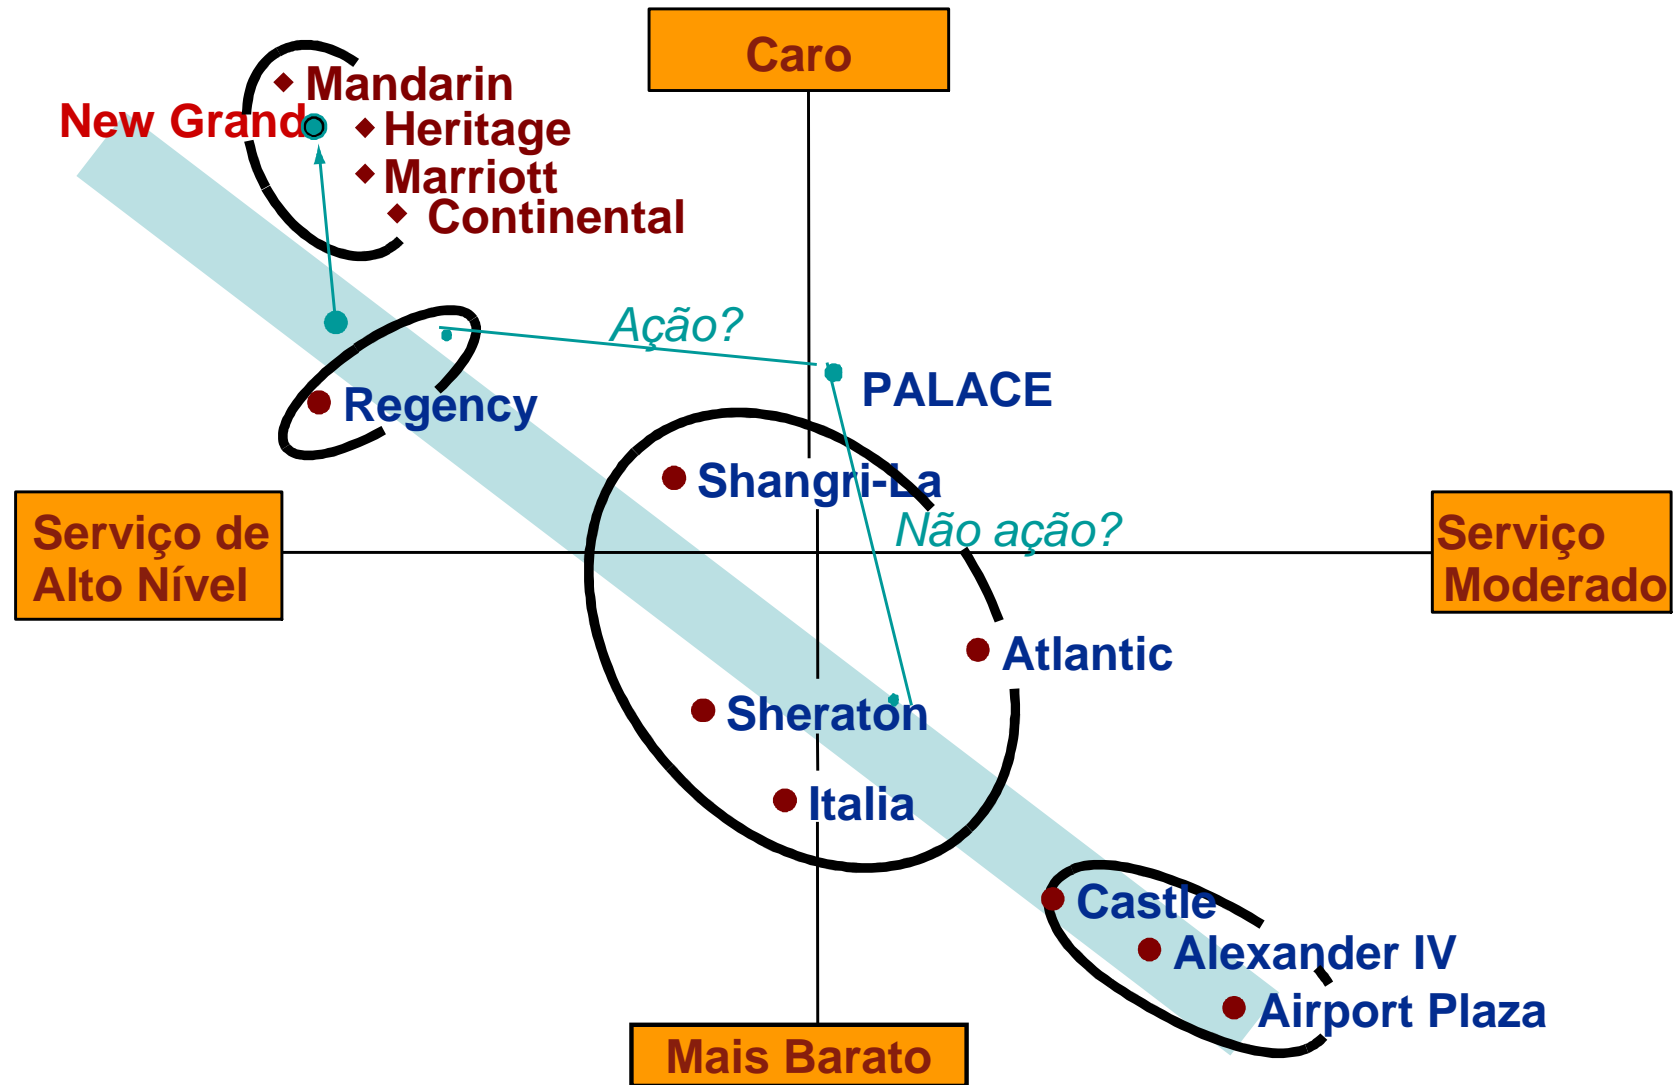 Caro
Mandarin
New Grand
Heritage
Marriott
Continental
Ação?
PALACE
Regency
Shangri-La
Serviço de
Alto Nível
Não ação?
Serviço
Moderado
Atlantic
Sheraton
Italia
Castle
Alexander IV
Airport Plaza
Mais Barato